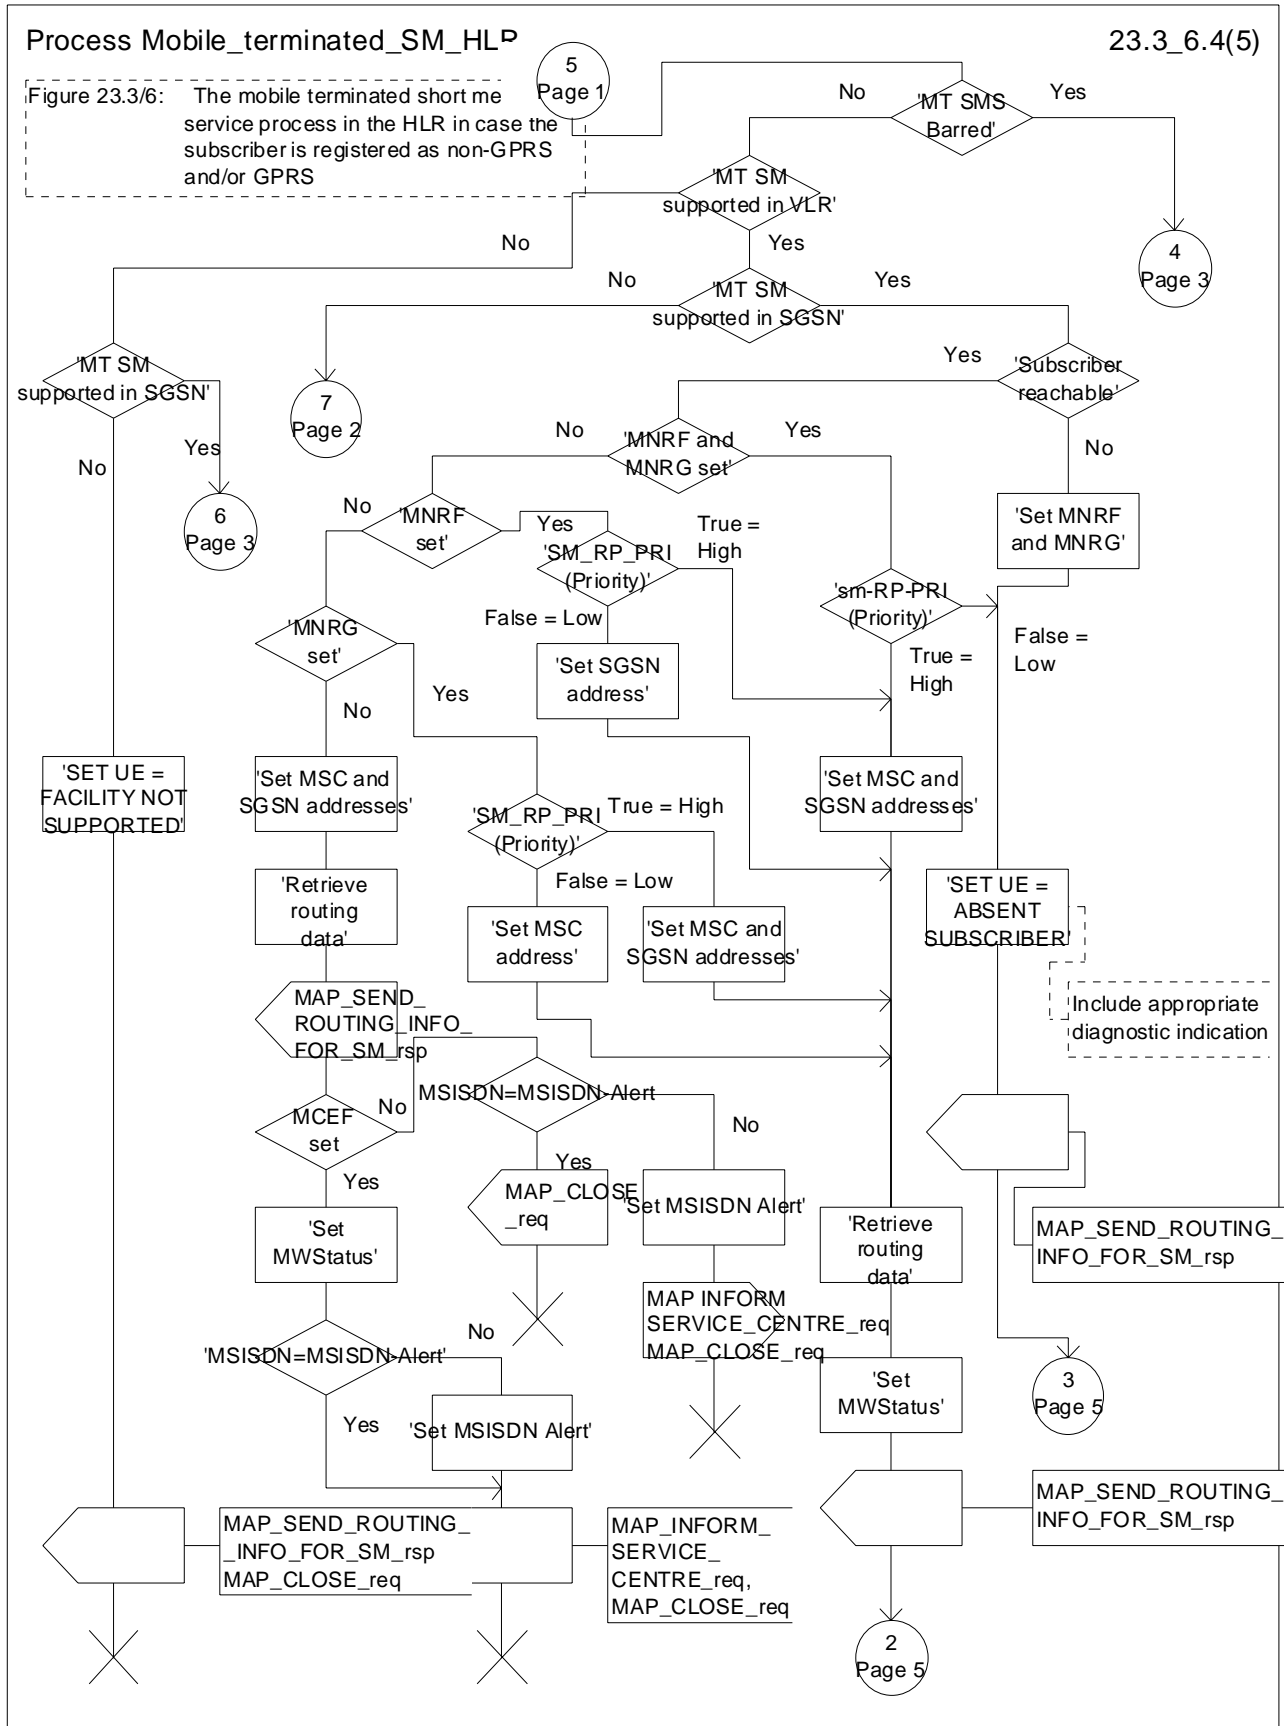 Process Mobile_terminated_SM_HLR
23.3_6.4(5)
5
Page 1
Figure 23.3/6: The mobile terminated short me
service process in the HLR in case the
subscriber is registered as non-GPRS
and/or GPRS
No
'MT SMS
Barred'
Yes
'MT SM
supported in VLR'
No
Yes
4
Page 3
No
'MT SM
supported in SGSN'
Yes
'MT SM
supported in SGSN'
Yes
'Subscriber
reachable'
7
Page 2
No
'MNRF and
MNRG set'
Yes
No
Yes
No
6
Page 3
No
'MNRF
set'
Yes
True =
High
'Set MNRF
and MNRG'
'SM_RP_PRI
(Priority)'
'sm-RP-PRI
(Priority)'
False = Low
False =
Low
'MNRG
set'
True =
High
'Set SGSN
address'
Yes
No
'SET UE =
FACILITY NOT
SUPPORTED'
'Set MSC and
SGSN addresses'
'SM_RP_PRI
(Priority)'
True = High
'Set MSC and
SGSN addresses'
False = Low
'Retrieve
routing
data'
'Set MSC
address'
'Set MSC and
SGSN addresses'
'SET UE =
ABSENT
SUBSCRIBER'
Include appropriate
diagnostic indication
MAP_SEND_
ROUTING_INFO_
FOR_SM_rsp
MSISDN=MSISDN-Alert
MCEF
set
No
No
Yes
Yes
MAP_CLOSE
_req
'Set MSISDN Alert'
'Set
MWStatus'
'Retrieve
routing
data'
MAP_SEND_ROUTING_
INFO_FOR_SM_rsp
MAP INFORM
SERVICE_CENTRE_req
MAP_CLOSE_req
'MSISDN=MSISDN-Alert'
No
Yes
'Set MSISDN Alert'
'Set
MWStatus'
3
Page 5
MAP_SEND_ROUTING_
_INFO_FOR_SM_rsp
MAP_CLOSE_req
MAP_INFORM_
SERVICE_
CENTRE_req,
MAP_CLOSE_req
MAP_SEND_ROUTING_
INFO_FOR_SM_rsp
2
Page 5